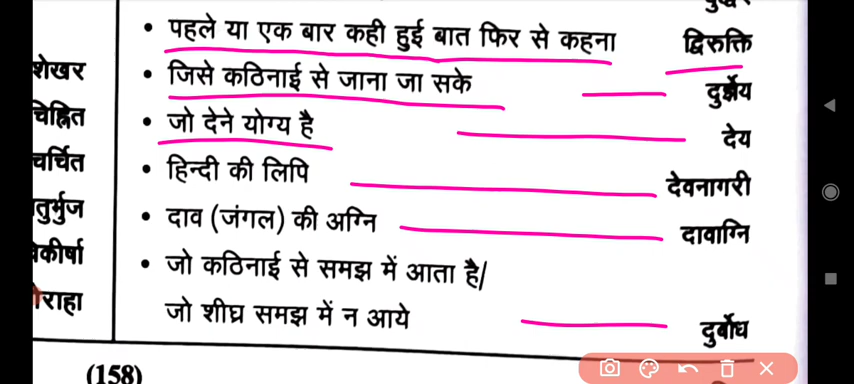 पहले या एक बार कही हुई बात फिर से कहना द्विरुक्ति
शेखर
• जिसे कठिनाई से जाना जा सके दुर्ज्ञेय
चिह्नित
• जो देने योग्य है देय
चर्चित
• हिन्दी की लिपि देवनागरी
तुर्भुज
• दाव (जंगल) की अग्नि दावाग्नि
कीर्षा
• जो कठिनाई से समझ में आता है/
राहा
जो शीघ्र समझ में न आये दुर्बोध
(158)